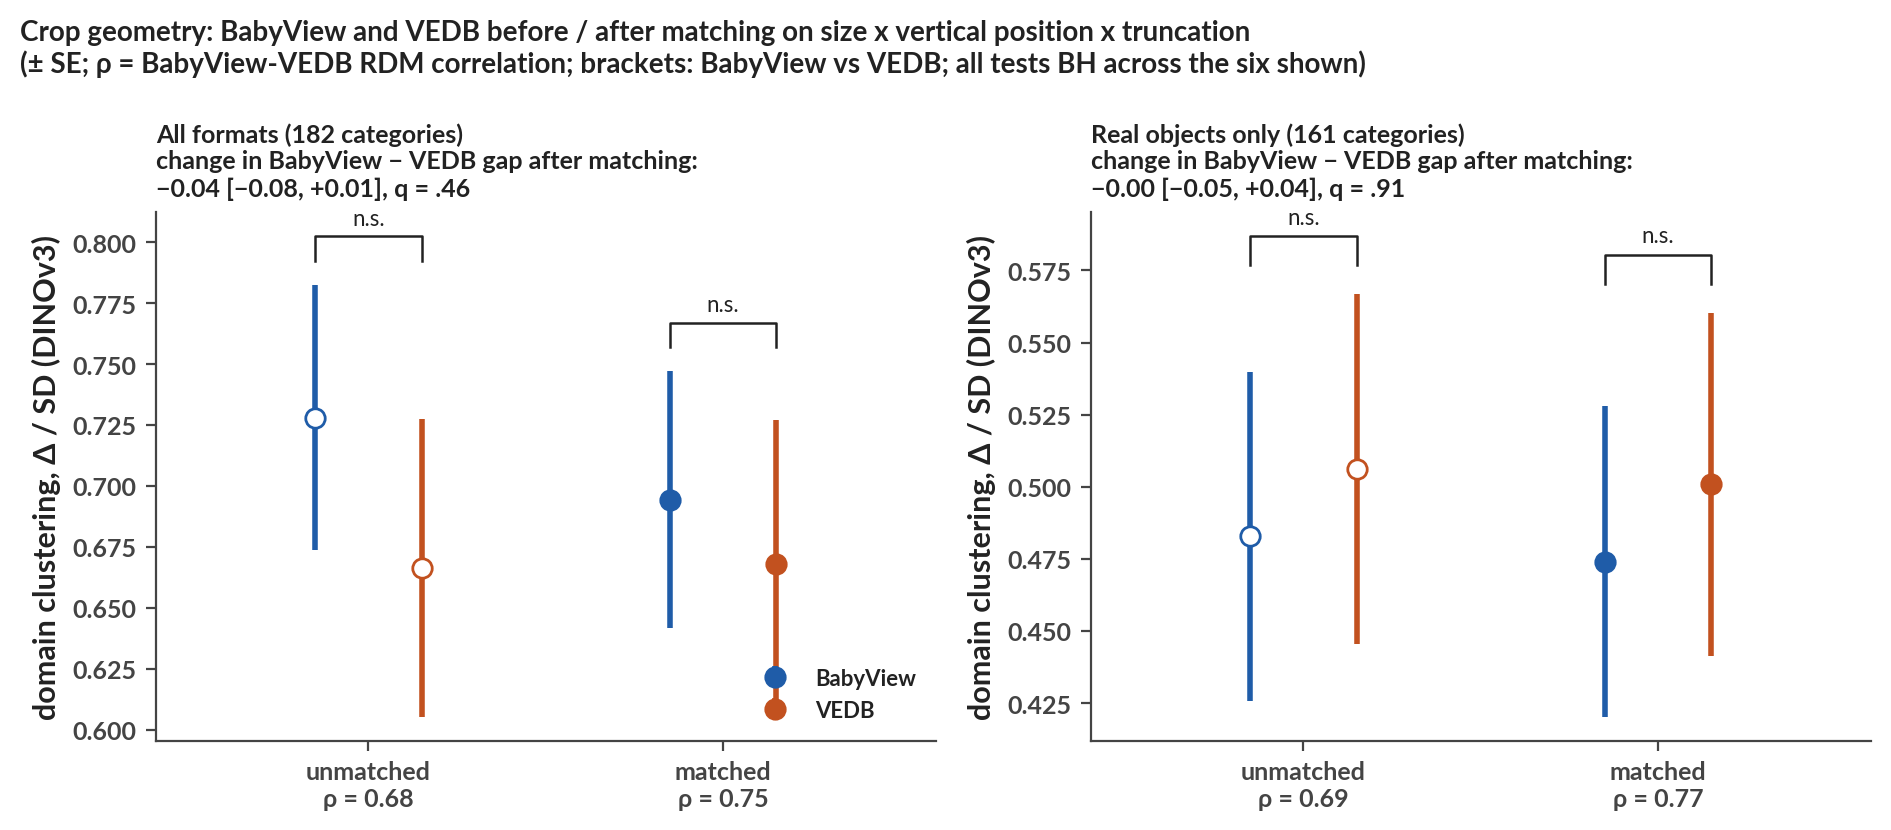 Crop geometry: BabyView and VEDB before / after matching on size x vertical position x truncation
(± SE; ρ = BabyView-VEDB RDM correlation; brackets: BabyView vs VEDB; all tests BH across the six shown)
All formats (182 categories)
change in BabyView − VEDB gap after matching:
−0.04 [−0.08, +0.01], q = .46
n.s.
n.s.
domain clustering, Δ / SD (DINOv3)
0.800
0.775
0.750
0.725
0.700
0.675
0.650
0.625
0.600
BabyView
VEDB
unmatched
ρ = 0.68
matched
ρ = 0.75
Real objects only (161 categories)
change in BabyView − VEDB gap after matching:
−0.00 [−0.05, +0.04], q = .91
n.s.
n.s.
domain clustering, Δ / SD (DINOv3)
0.575
0.550
0.525
0.500
0.475
0.450
0.425
unmatched
ρ = 0.69
matched
ρ = 0.77